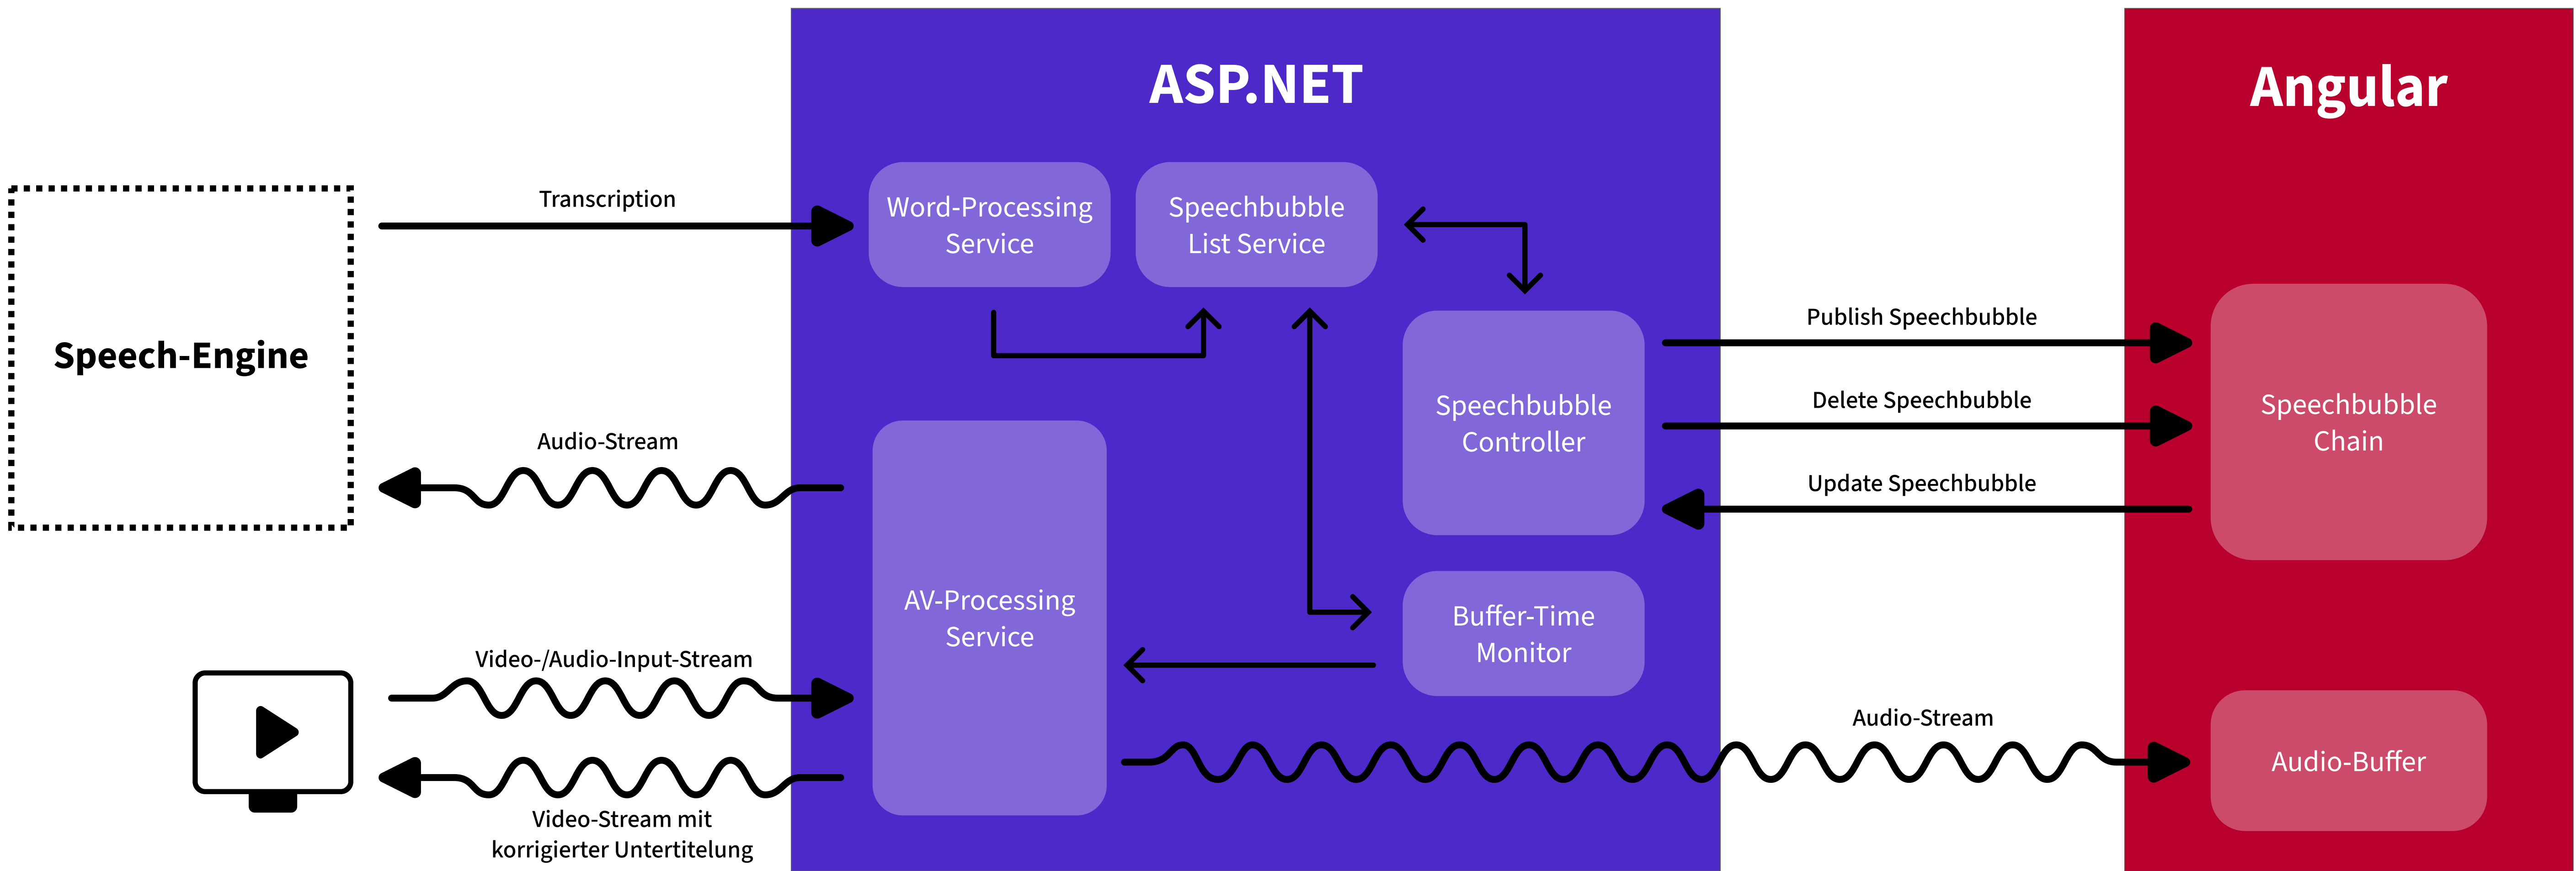 ASP.NET
Angular
Transcription
Word-Processing
Service
Speechbubble
List Service
Speech-Engine
Publish Speechbubble
Delete Speechbubble
Update Speechbubble
Speechbubble
Controller
Speechbubble
Chain
Audio-Stream
AV-Processing
Service
Buffer-Time
Monitor
Video-/Audio-Input-Stream
Audio-Stream
Audio-Buffer
Video-Stream mit
korrigierter Untertitelung